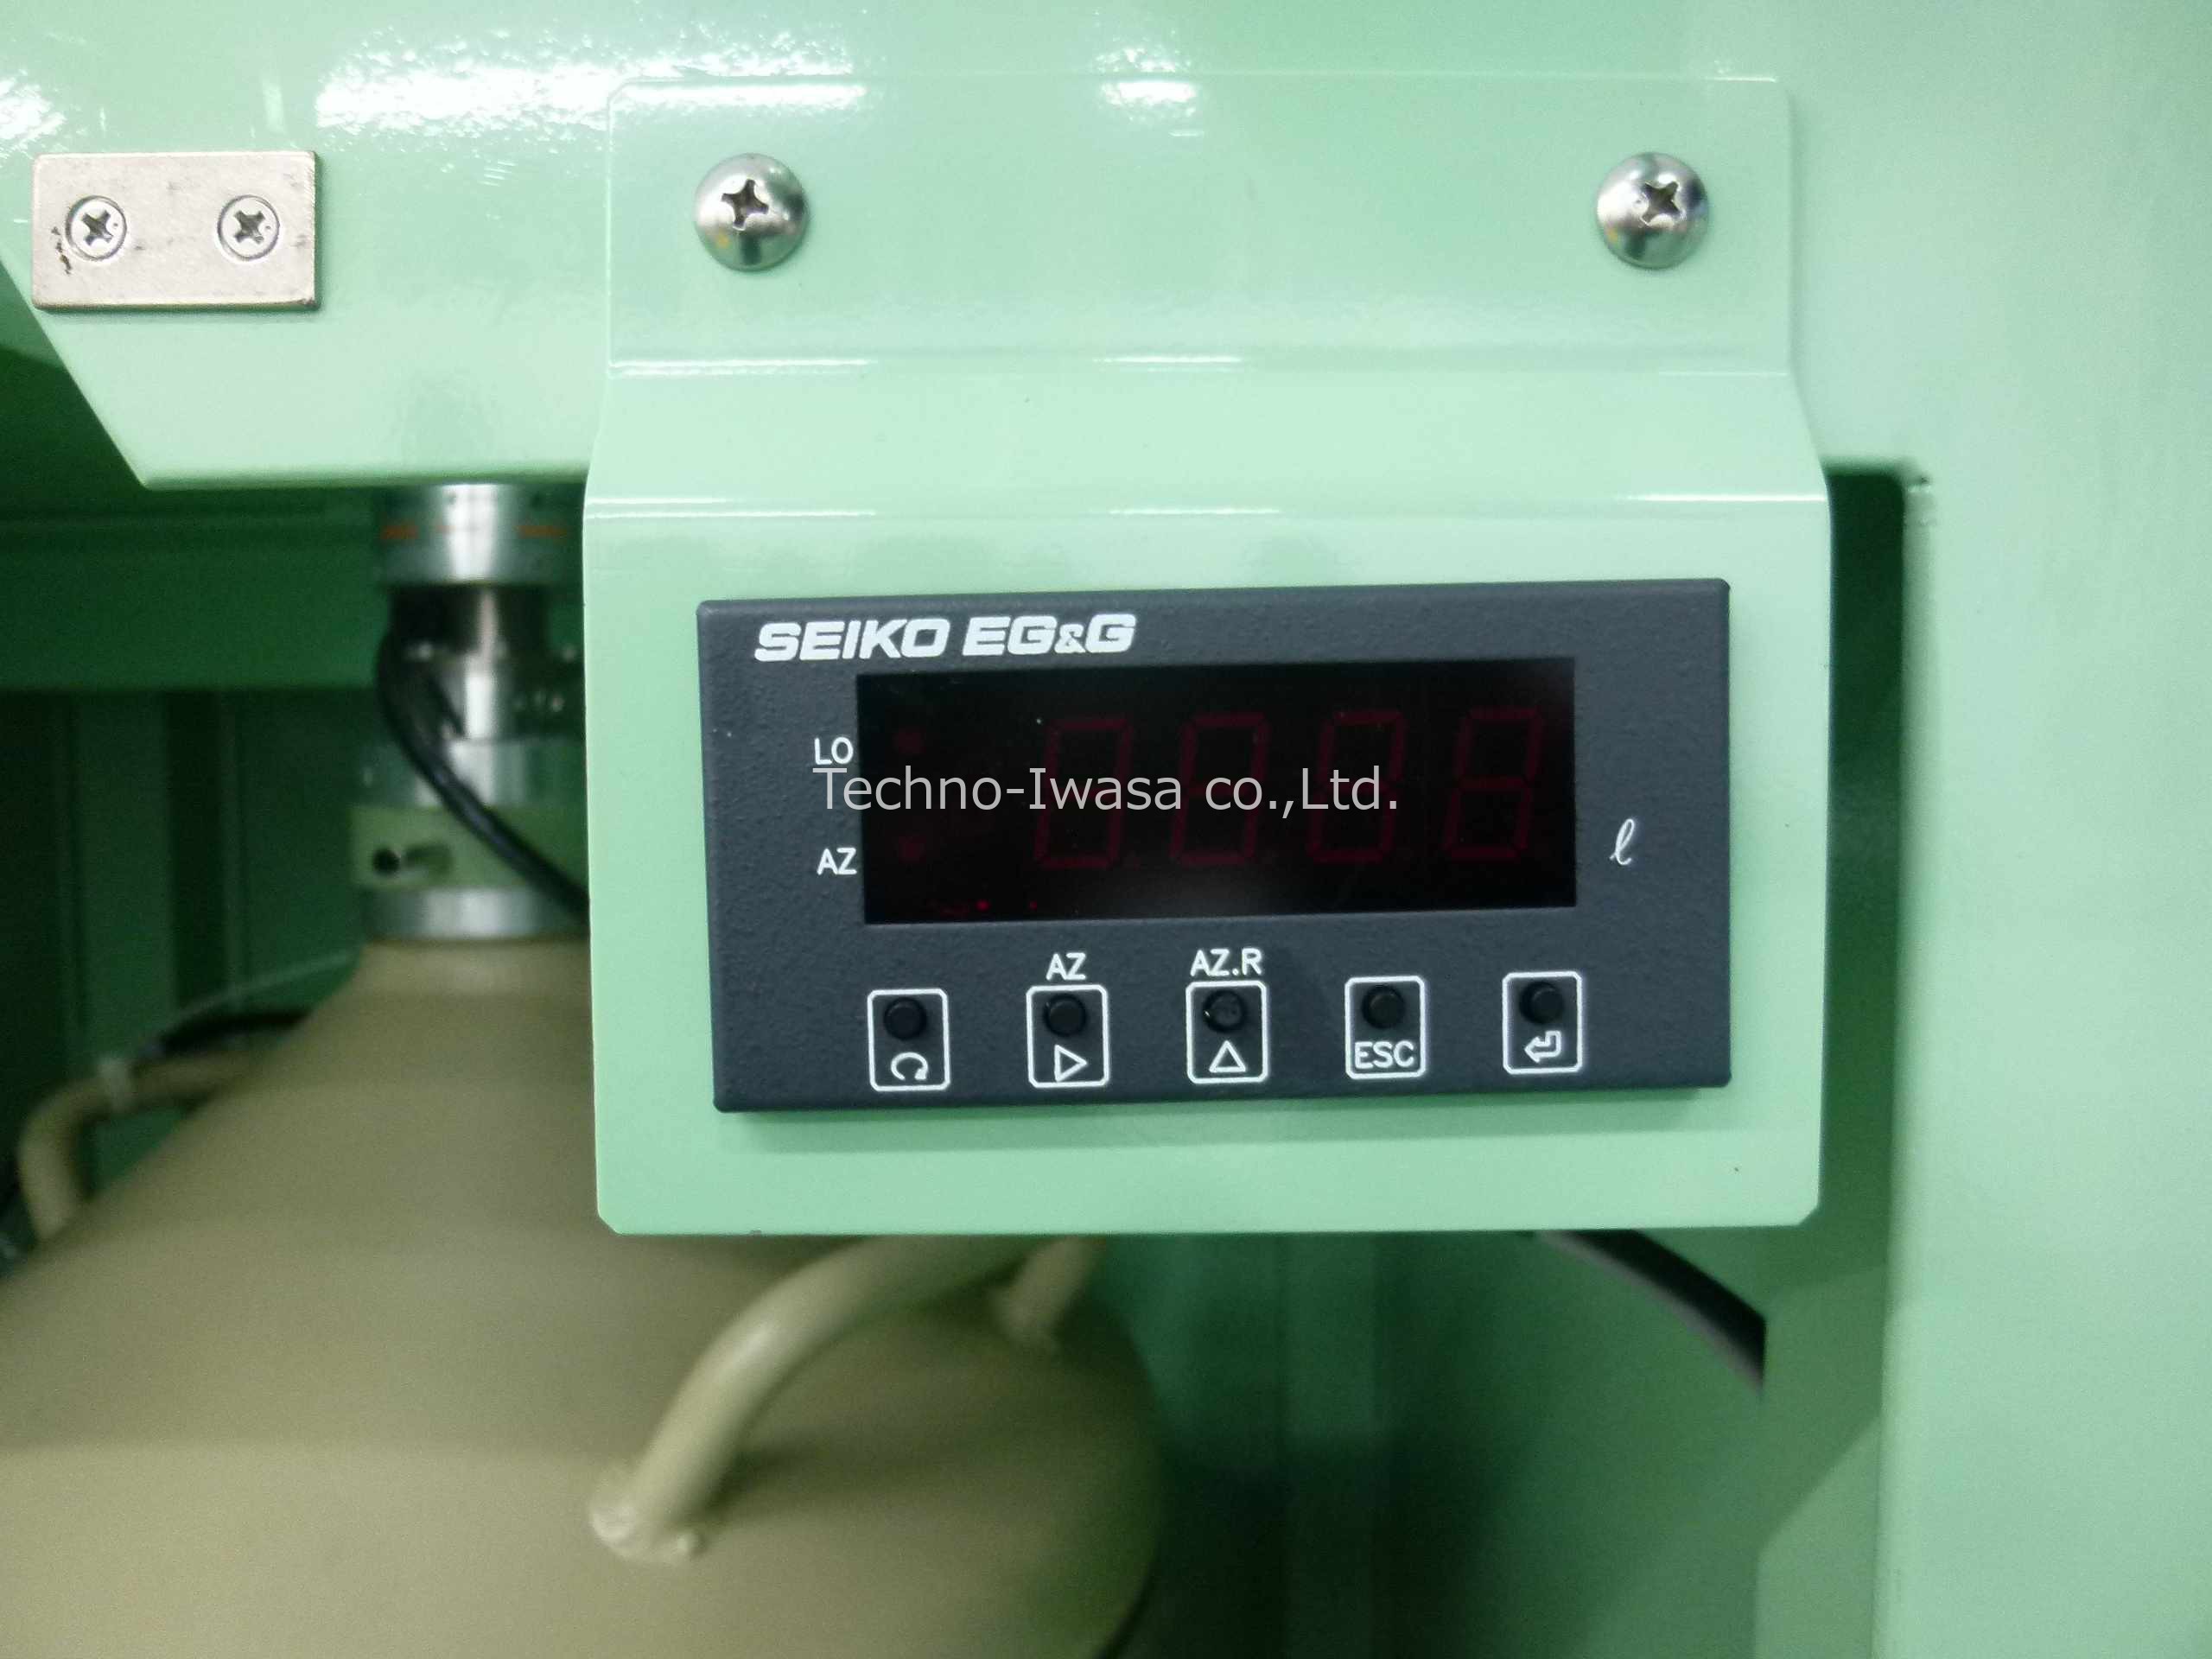 SEIKO EG&G
LO
Techno-Iwasa co.,Ltd.
AZ
ℓ
AZ AZ.R
ESC